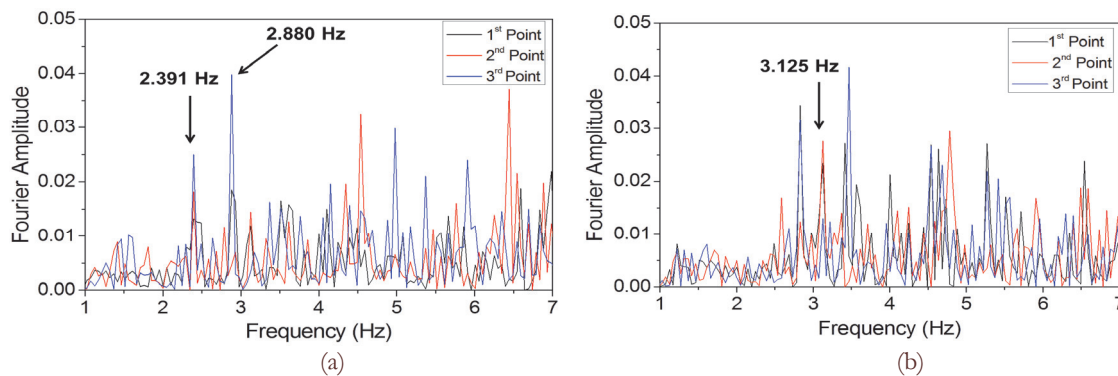 0.05
0.04
0.03
0.02
0.01
0.00
Fourier Amplitude
2.880 Hz
2.391 Hz
1st Point
2nd Point
3rd Point
1 2 3 4 5 6 7
Frequency (Hz)
(a)
0.05
0.04
0.03
0.02
0.01
0.00
Fourier Amplitude
3.125 Hz
1st Point
2nd Point
3rd Point
1 2 3 4 5 6 7
Frequency (Hz)
(b)